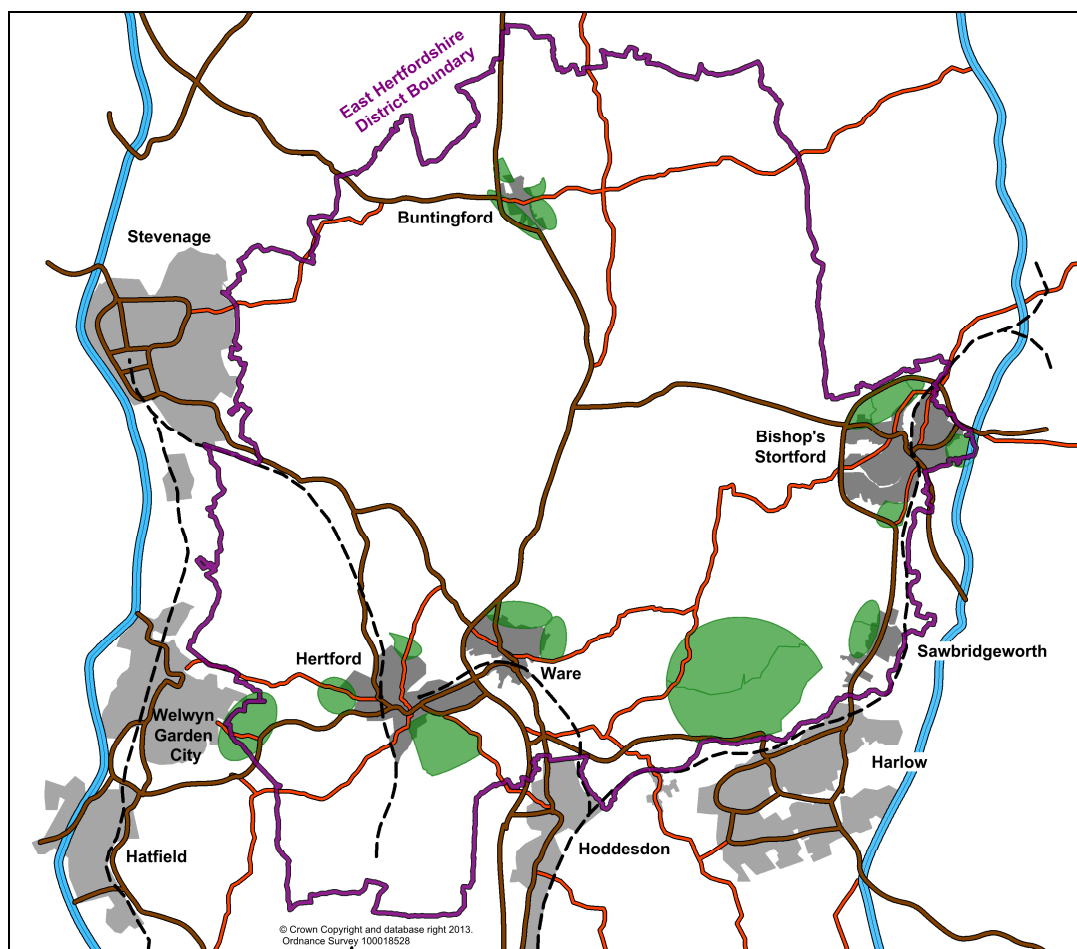 East Hertfordshire
District Boundary
Buntingford
Stevenage
Bishop's
Stortford
Hertford
Ware
Sawbridgeworth
Welwyn
Garden
City
Harlow
Hatfield
Hoddesdon
© Crown Copyright and database right 2013.
Ordnance Survey 100018528